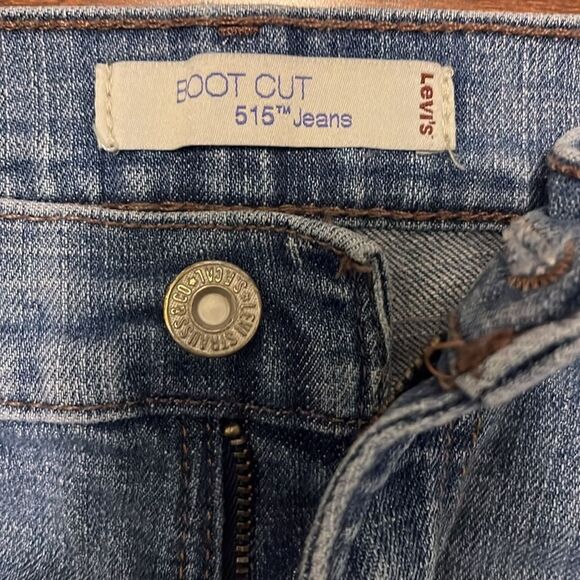 BOOT CUT
515™ Jeans
Levi's
LEVI STRAUSS & CO
S.F. CAL